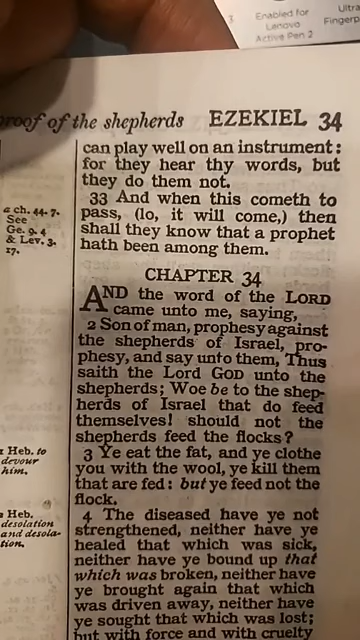 3
Enabled for
Lenovo
Active Pen 2
Ultra
Fingerp
proof of the shepherds EZEKIEL 34
can play well on an instrument:
for they hear thy words, but
they do them not.
33 And when this cometh to
pass, (lo, it will come,) then
shall they know that a prophet
hath been among them.
a ch. 44. 7.
See
Ge. 9. 4
& Lev. 3.
17.
CHAPTER 34
AND the word of the LORD
came unto me, saying,
2 Son of man, prophesy against
the shepherds of Israel, pro-
phesy, and say unto them, Thus
saith the Lord GOD unto the
shepherds; Woe be to the shep-
herds of Israel that do feed
themselves! should not the
shepherds feed the flocks?
3 Ye eat the fat, and ye clothe
you with the wool, ye kill them
that are fed: but ye feed not the
flock.
4 The diseased have ye not
strengthened, neither have ye
healed that which was sick,
neither have ye bound up that
which was broken, neither have
ye brought again that which
was driven away, neither have
ye sought that which was lost;
but with force and with cruelty
Heb. to
devour
him.
Heb.
desolation
and desola-
tion.